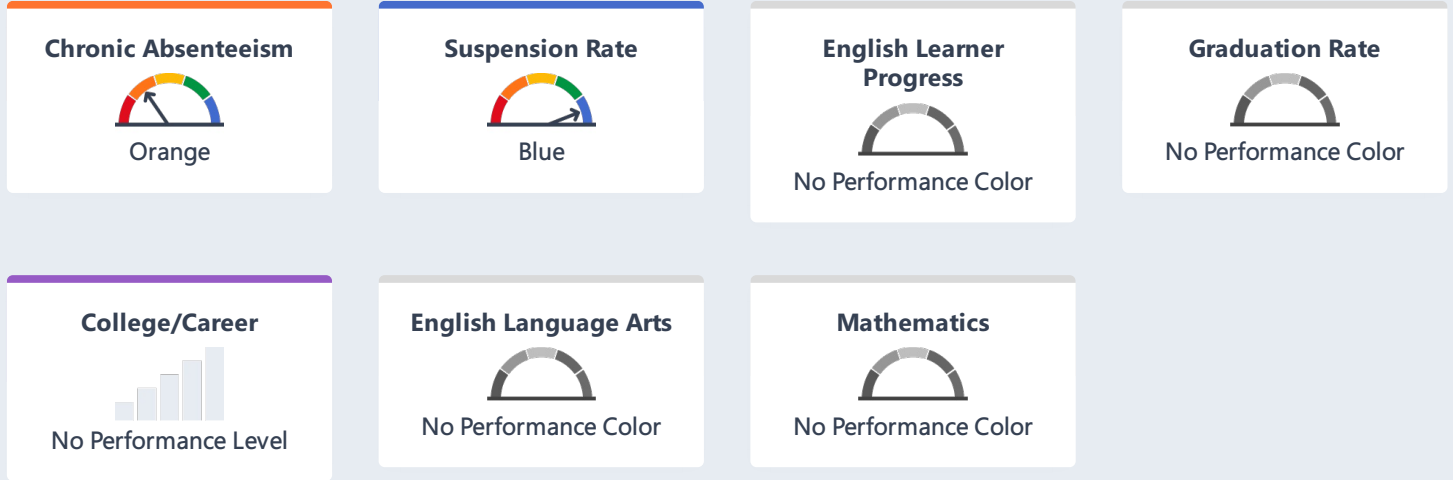 Chronic Absenteeism
Orange
Suspension Rate
Blue
English Learner
Progress
No Performance Color
Graduation Rate
No Performance Color
College/Career
No Performance Level
English Language Arts
No Performance Color
Mathematics
No Performance Color